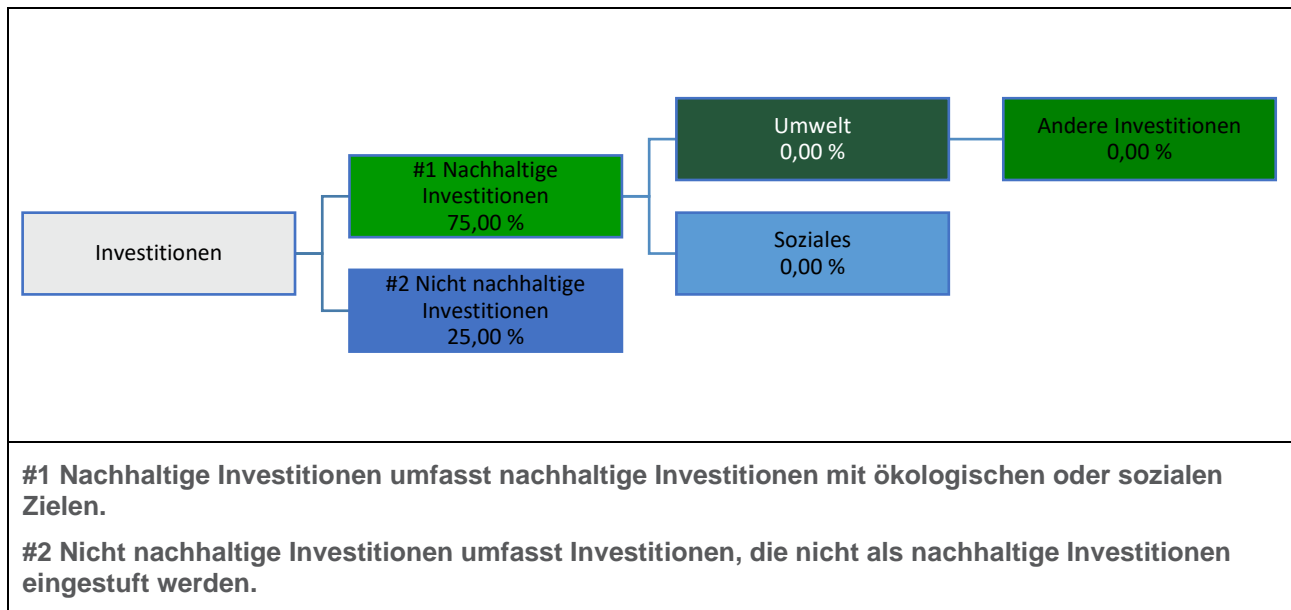 Umwelt
0,00 %
Andere Investitionen
0,00 %
#1 Nachhaltige
Investitionen
75,00 %
Investitionen
Soziales
0,00 %
#2 Nicht nachhaltige
Investitionen
25,00 %
#1 Nachhaltige Investitionen umfasst nachhaltige Investitionen mit ökologischen oder sozialen
Zielen.
#2 Nicht nachhaltige Investitionen umfasst Investitionen, die nicht als nachhaltige Investitionen
eingestuft werden.